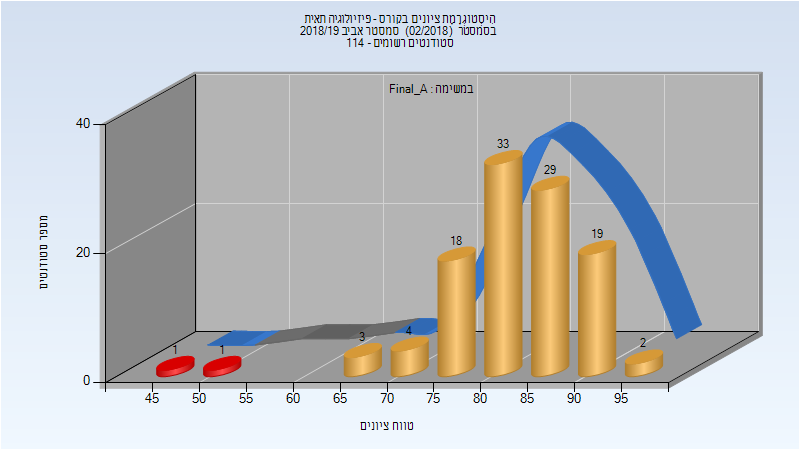 היסטוגרמת ציונים בקורס - פיזיולוגיה תאית
בסמסטר (02/2018) סמסטר אביב 2018/19
סטודנטים רשומים - 114
במשימה : Final_A
מספר סטודנטים
40
20
0
1
1
3
4
18
33
29
19
2
45 50 55 60 65 70 75 80 85 90 95
טווח ציונים